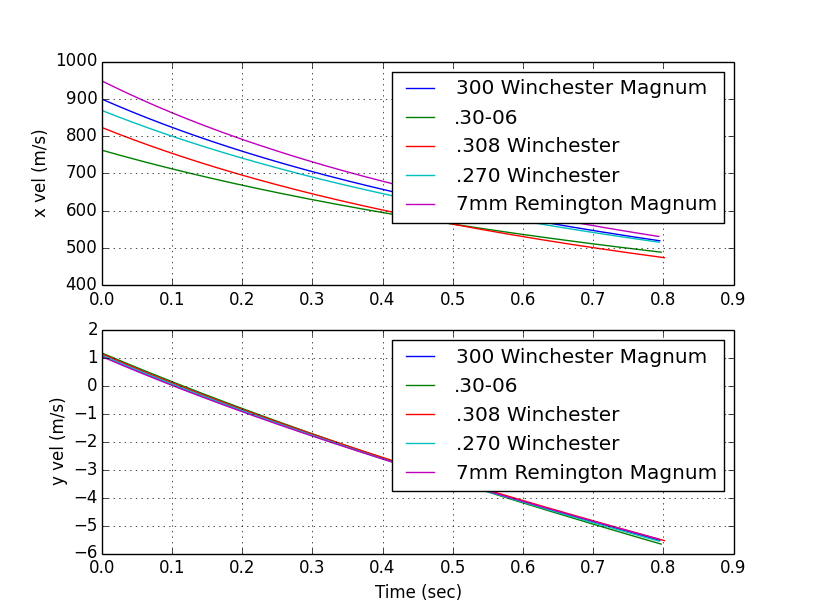 1000
900
800
700
600
500
400
x vel (m/s)
300 Winchester Magnum
.30-06
.308 Winchester
.270 Winchester
7mm Remington Magnum
0.0 0.1 0.2 0.3 0.4 0.5 0.6 0.7 0.8 0.9
2
1
0
−1
−2
−3
−4
−5
−6
y vel (m/s)
300 Winchester Magnum
.30-06
.308 Winchester
.270 Winchester
7mm Remington Magnum
0.0 0.1 0.2 0.3 0.4 0.5 0.6 0.7 0.8 0.9
Time (sec)